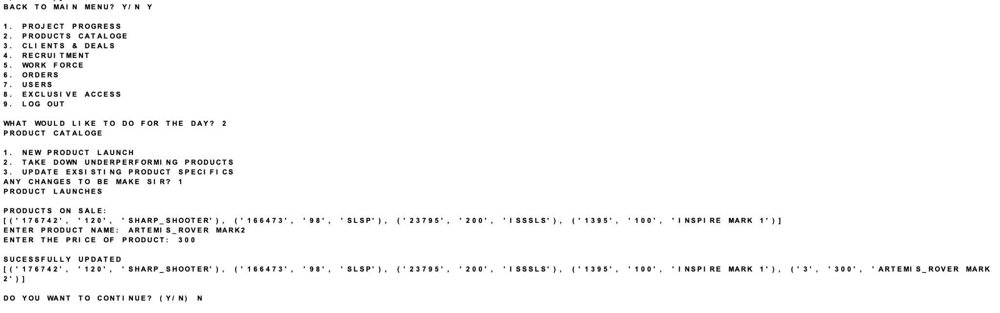 BACK TO MAIN MENU? Y/N Y
1. PROJECT PROGRESS
2. PRODUCTS CATALOGE
3. CLIENTS & DEALS
4. RECRUITMENT
5. WORK FORCE
6. ORDERS
7. USERS
8. EXCLUSIVE ACCESS
9. LOG OUT
WHAT WOULD LIKE TO DO FOR THE DAY? 2
PRODUCT CATALOGE
1. NEW PRODUCT LAUNCH
2. TAKE DOWN UNDERPERFORMING PRODUCTS
3. UPDATE EXSISTING PRODUCT SPECIFICS
ANY CHANGES TO BE MAKE SIR? 1
PRODUCT LAUNCHES
PRODUCTS ON SALE:
[('176742', '120', 'SHARP_SHOOTER'), ('166473', '98', 'SLSP'), ('23795', '200', 'ISSSLS'), ('1395', '100', 'INSPIRE MARK 1')]
ENTER PRODUCT NAME: ARTEMIS_ROVER MARK2
ENTER THE PRICE OF PRODUCT: 300
SUCESSFULLY UPDATED
[('176742', '120', 'SHARP_SHOOTER'), ('166473', '98', 'SLSP'), ('23795', '200', 'ISSSLS'), ('1395', '100', 'INSPIRE MARK 1'), ('3', '300', 'ARTEMIS_ROVER MARK
2')]
DO YOU WANT TO CONTINUE? (Y/N) N